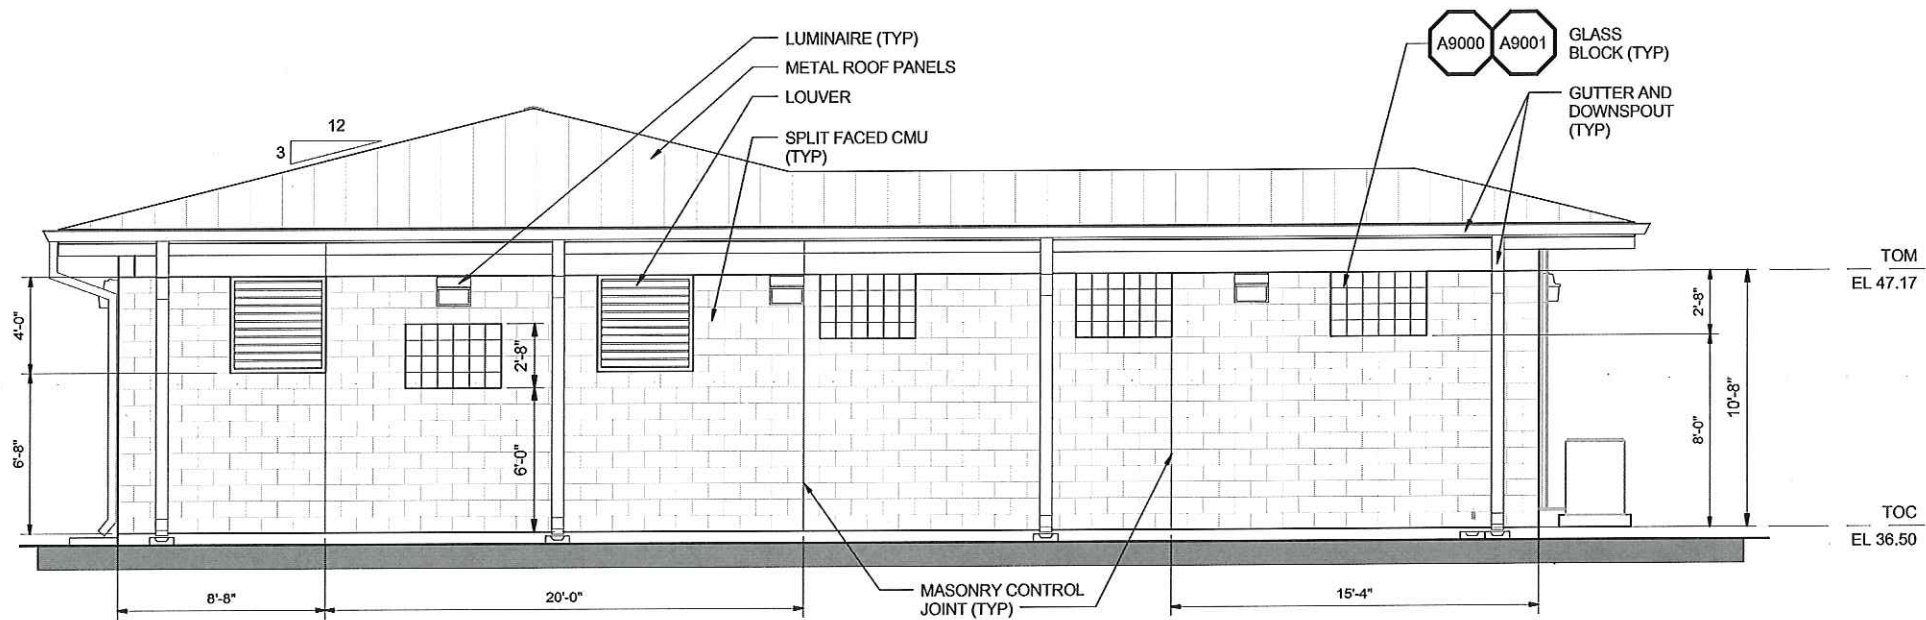 LUMINAIRE (TYP)
METAL ROOF PANELS
LOUVER
SPLIT FACED CMU
(TYP)
A9000 A9001
GLASS
BLOCK (TYP)
GUTTER AND
DOWNSPOUT
(TYP)
12
3
TOM
EL 47.17
4'-0"
2'-8"
2'-8"
6'-8"
6'-0"
8'-0"
10'-8"
TOC
EL 36.50
MASONRY CONTROL
JOINT (TYP)
8'-8"
20'-0"
15'-4"